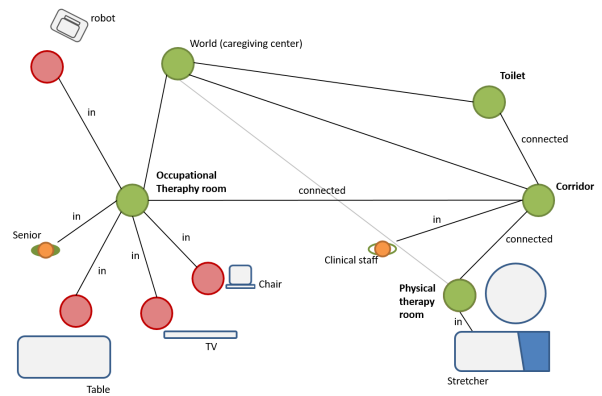 robot
World (caregiving center)
Toilet
in
connected
Occupational
Theraphy room
connected
Corridor
in
in
Senior
in
connected
in
in
Clinical staff
Chair
Physical
therapy
room
in
TV
Stretcher
Table